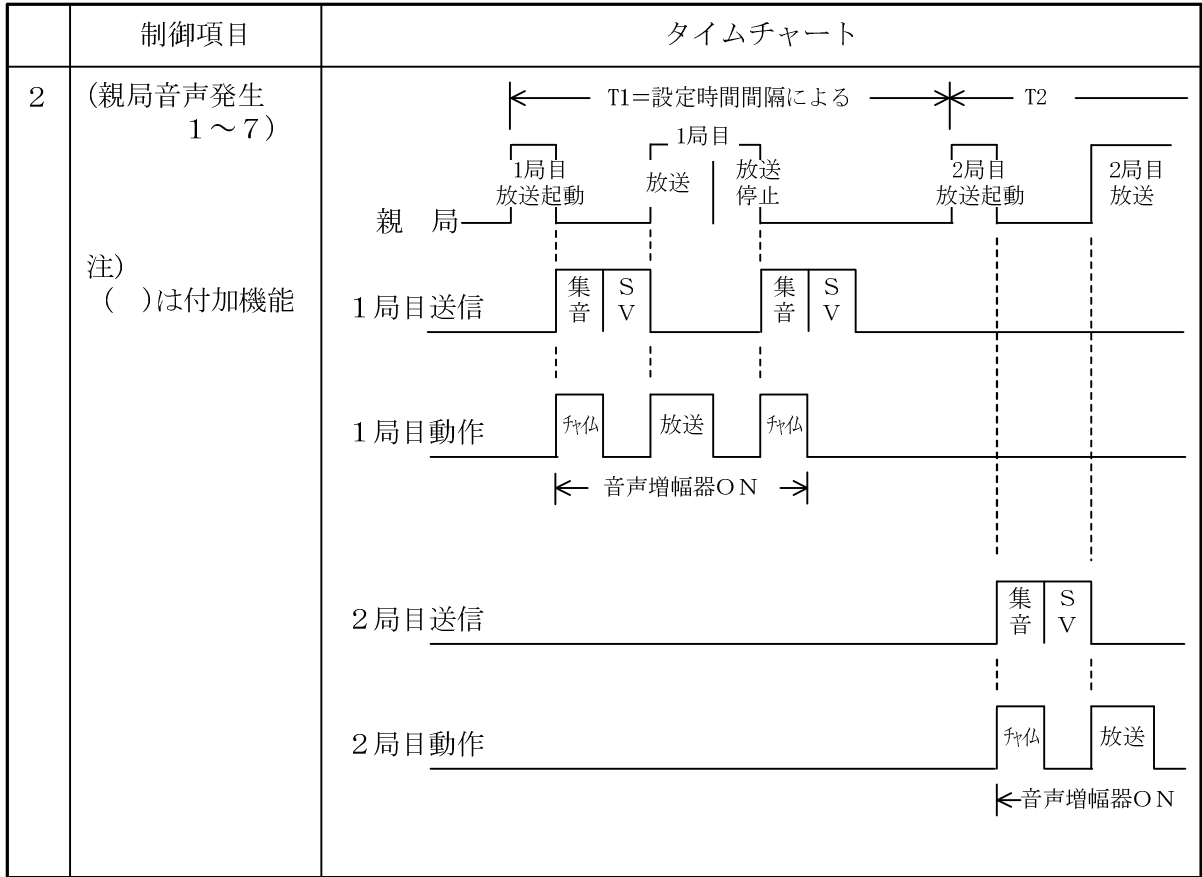 制御項目
タイムチャート
2
(親局音声発生
1～7)
注)
(　)は付加機能
T1=設定時間間隔による
T2
1局目
1局目
放送起動
放送
放送
停止
2局目
放送起動
2局目
放送
親　局
1局目送信
集音
SV
集音
SV
1局目動作
ﾁｬｲﾑ
放送
ﾁｬｲﾑ
音声増幅器ON
2局目送信
集音
SV
2局目動作
ﾁｬｲﾑ
放送
音声増幅器ON